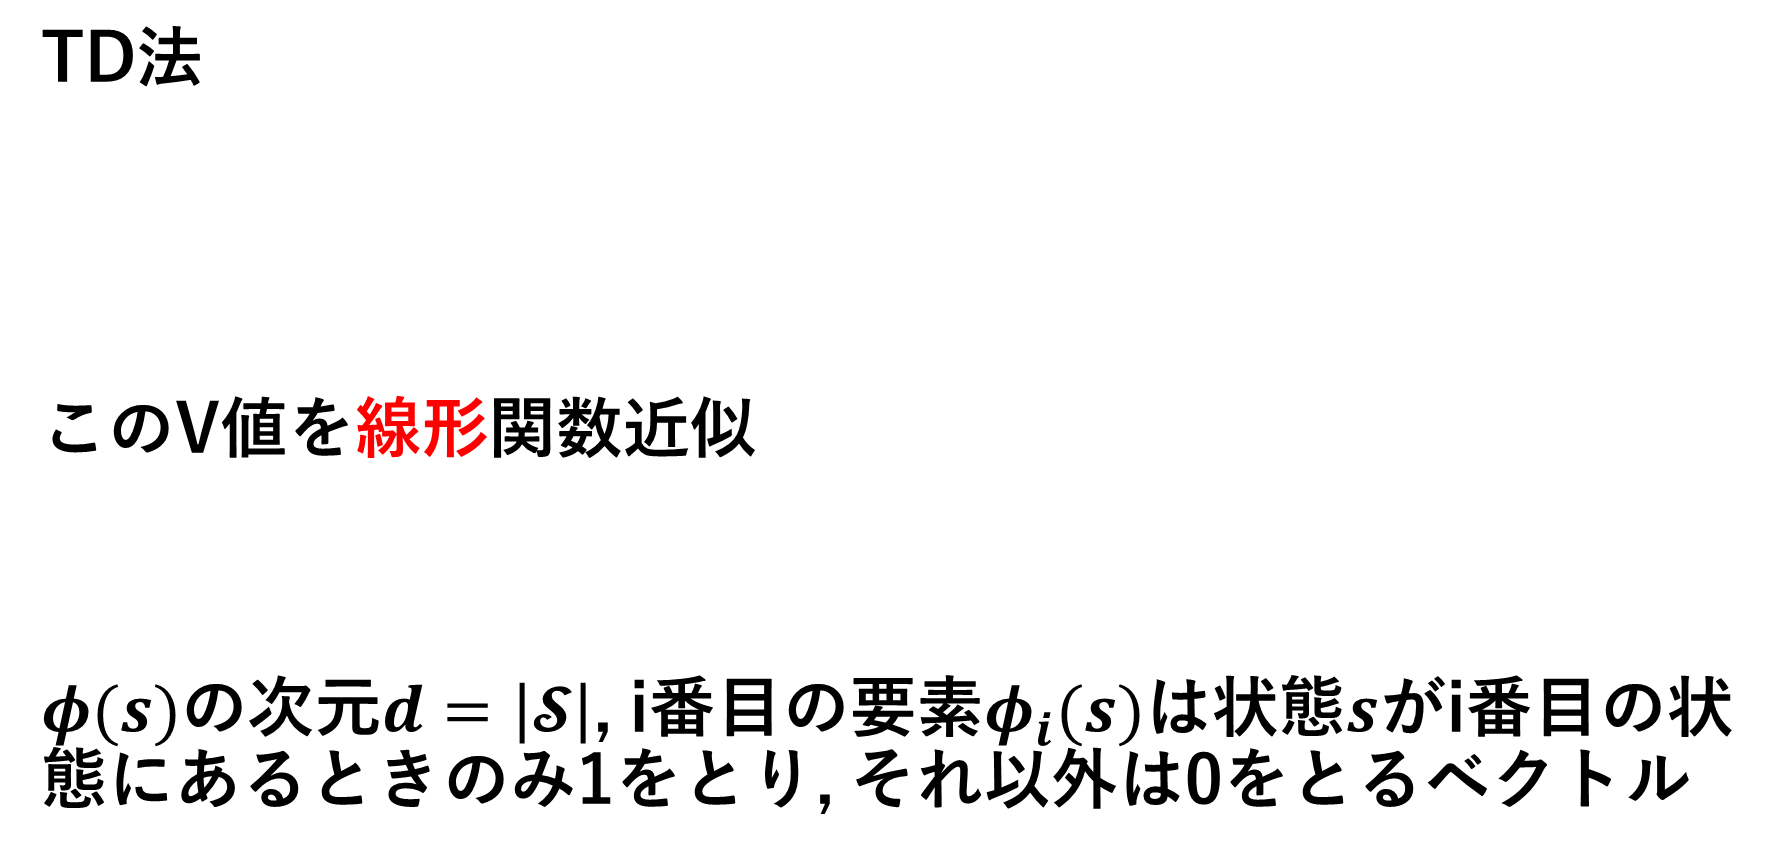 TD法
このV値を線形関数近似
ϕ(s)の次元d = |S|, i番目の要素ϕᵢ(s)は状態sがi番目の状
態にあるときのみ1をとり, それ以外は0をとるベクトル